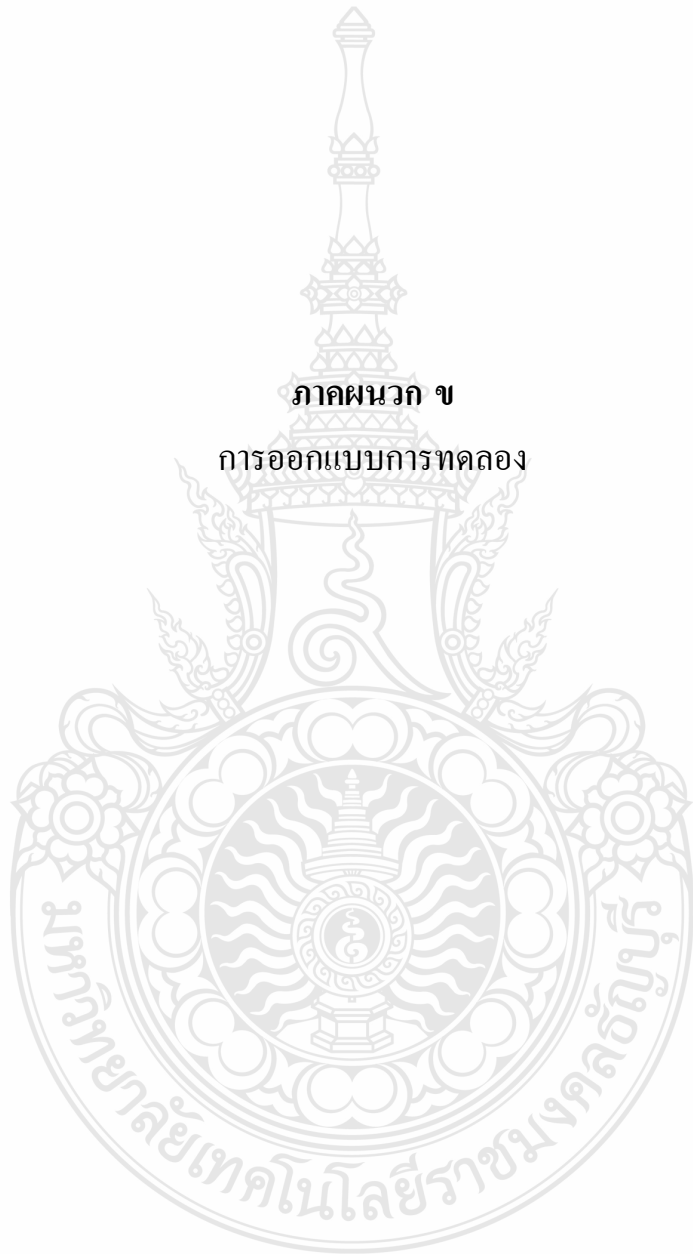 ภาคผนวก ข
การออกแบบการทดลอง
มหาวิทยาลัยเทคโนโลยีราชมงคลธัญบุรี